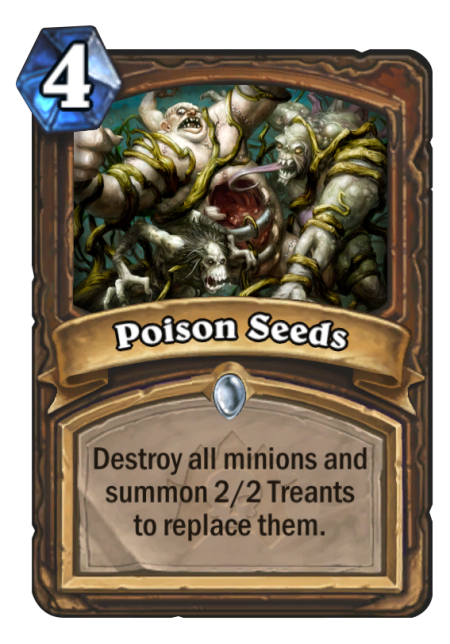 4
Poison Seeds
Destroy all minions and
summon 2/2 Treants
to replace them.